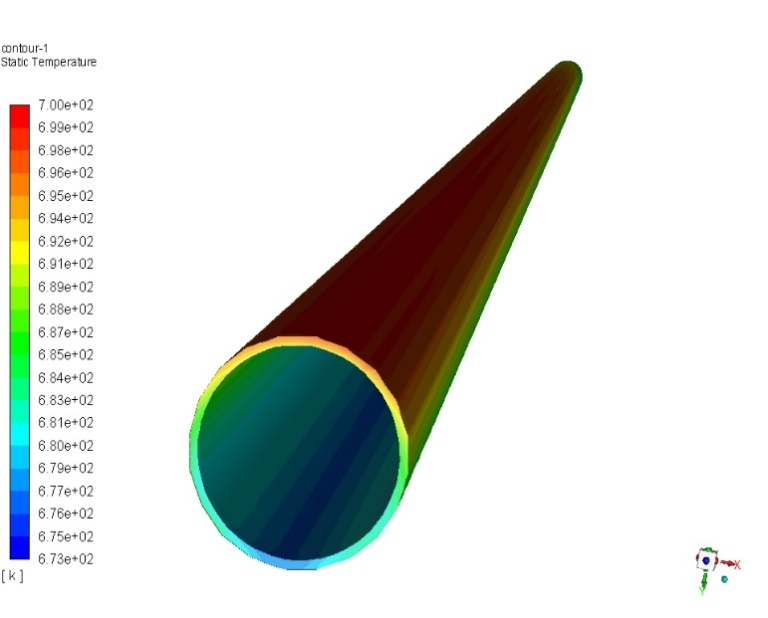 contour-1
Static Temperature
7.00e+02
6.99e+02
6.98e+02
6.96e+02
6.95e+02
6.94e+02
6.92e+02
6.91e+02
6.89e+02
6.88e+02
6.87e+02
6.85e+02
6.84e+02
6.83e+02
6.81e+02
6.80e+02
6.79e+02
6.77e+02
6.76e+02
6.75e+02
6.73e+02
[ k ]
X
Y